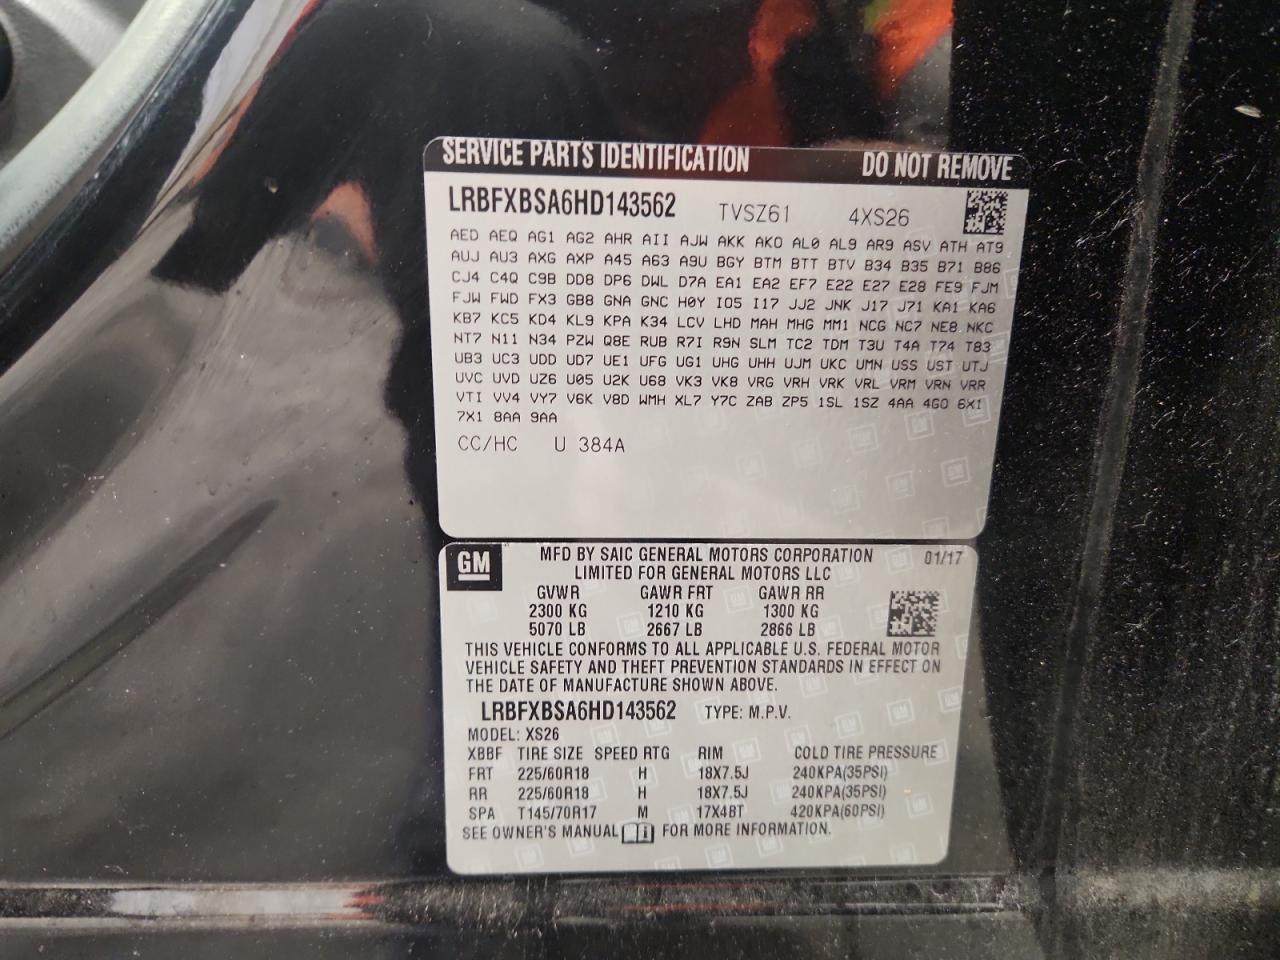 SERVICE PARTS IDENTIFICATION DO NOT REMOVE
LRBFXBSA6HD143562 TVSZ61 4XS26
AED AEQ AG1 AG2 AHR AII AJW AKK AKO AL0 AL9 AR9 ASV ATH AT9
AUJ AU3 AXG AXP A45 A63 A9U BGY BTM BTT BTV B34 B35 B71 B86
CJ4 C4Q C9B DD8 DP6 DWL D7A EA1 EA2 EF7 E22 E27 E28 FE9 FJM
FJW FWD FX3 GB8 GNA GNC H0Y IO5 I17 JJ2 JNK J17 J71 KA1 KA6
KB7 KC5 KD4 KL9 KPA K34 LCV LHD MAH MHG MM1 NCG NC7 NE8 NKC
NT7 N11 N34 PZW Q8E RUB R7I R9N SLM TC2 TDM T3U T4A T74 T83
UB3 UC3 UDD UD7 UE1 UFG UG1 UHG UHH UJM UKC UMN USS UST UTJ
UVC UVD UZ6 U05 U2K U68 VK3 VK8 VRG VRH VRK VRL VRM VRN VRR
VTI VV4 VY7 V6K V8D WMH XL7 Y7C ZAB ZP5 1SL 1SZ 4AA 4GO 6X1
7X1 8AA 9AA
CC/HC U 384A
GM MFD BY SAIC GENERAL MOTORS CORPORATION 01/17
LIMITED FOR GENERAL MOTORS LLC
GVWR GAWR FRT GAWR RR
2300 KG 1210 KG 1300 KG
5070 LB 2667 LB 2866 LB
THIS VEHICLE CONFORMS TO ALL APPLICABLE U.S. FEDERAL MOTOR
VEHICLE SAFETY AND THEFT PREVENTION STANDARDS IN EFFECT ON
THE DATE OF MANUFACTURE SHOWN ABOVE.
LRBFXBSA6HD143562 TYPE: M.P.V.
MODEL: XS26
XBBF TIRE SIZE SPEED RTG RIM COLD TIRE PRESSURE
FRT 225/60R18 H 18X7.5J 240KPA(35PSI)
RR 225/60R18 H 18X7.5J 240KPA(35PSI)
SPA T145/70R17 M 17X4BT 420KPA(60PSI)
SEE OWNER'S MANUAL FOR MORE INFORMATION.